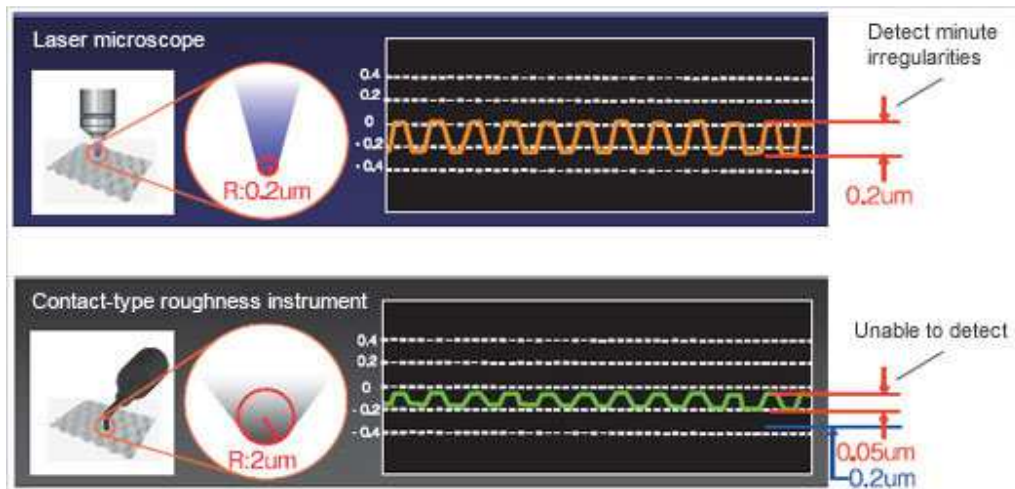 Laser microscope
Detect minute
irregularities
0.4
0.2
0
- 0.2
- 0.4
R:0.2um
0.2um
Contact-type roughness instrument
Unable to detect
0.4
0.2
0
- 0.2
- 0.4
R:2um
0.05um
0.2um